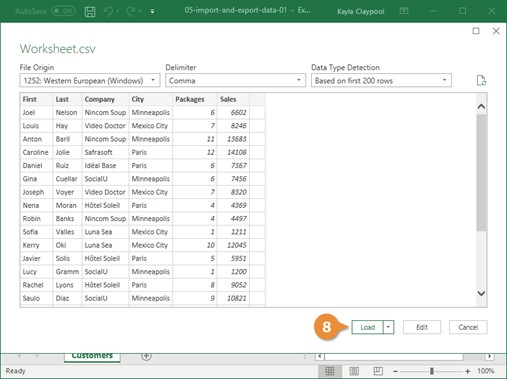 AutoSave Off 05-import-and-export-data-01 - Ex... Kayla Claypool
Worksheet.csv
File Origin Delimiter Data Type Detection
1252: Western European (Windows) Comma Based on first 200 rows
First Last Company City Packages Sales
Joel Nelson Nincom Soup Minneapolis 6 6602
Louis Hay Video Doctor Mexico City 7 8246
Anton Baril Nincom Soup Minneapolis 11 13683
Caroline Jolie Safrasoft Paris 12 14108
Daniel Ruiz Idéal Base Paris 6 7367
Gina Cuellar SocialU Minneapolis 6 7456
Joseph Voyer Video Doctor Mexico City 7 8320
Nena Moran Hôtel Soleil Paris 4 4369
Robin Banks Nincom Soup Minneapolis 4 4497
Sofia Valles Luna Sea Mexico City 1 1211
Kerry Oki Luna Sea Mexico City 10 12045
Javier Solis Hôtel Soleil Paris 5 5951
Lucy Gramm SocialU Minneapolis 1 1200
Rachel Lyons Hôtel Soleil Paris 8 9052
Saulo Diaz SocialU Minneapolis 9 10821
8 Load Edit Cancel
Customers
Ready 100%